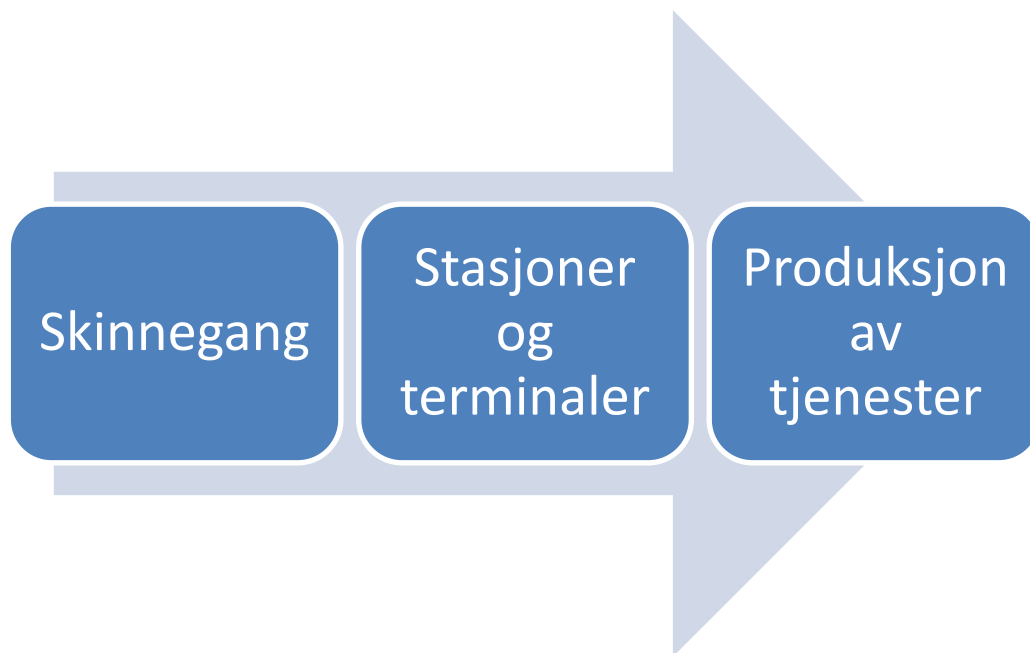 Skinnegang
Stasjoner
og
terminaler
Produksjon
av
tjenester